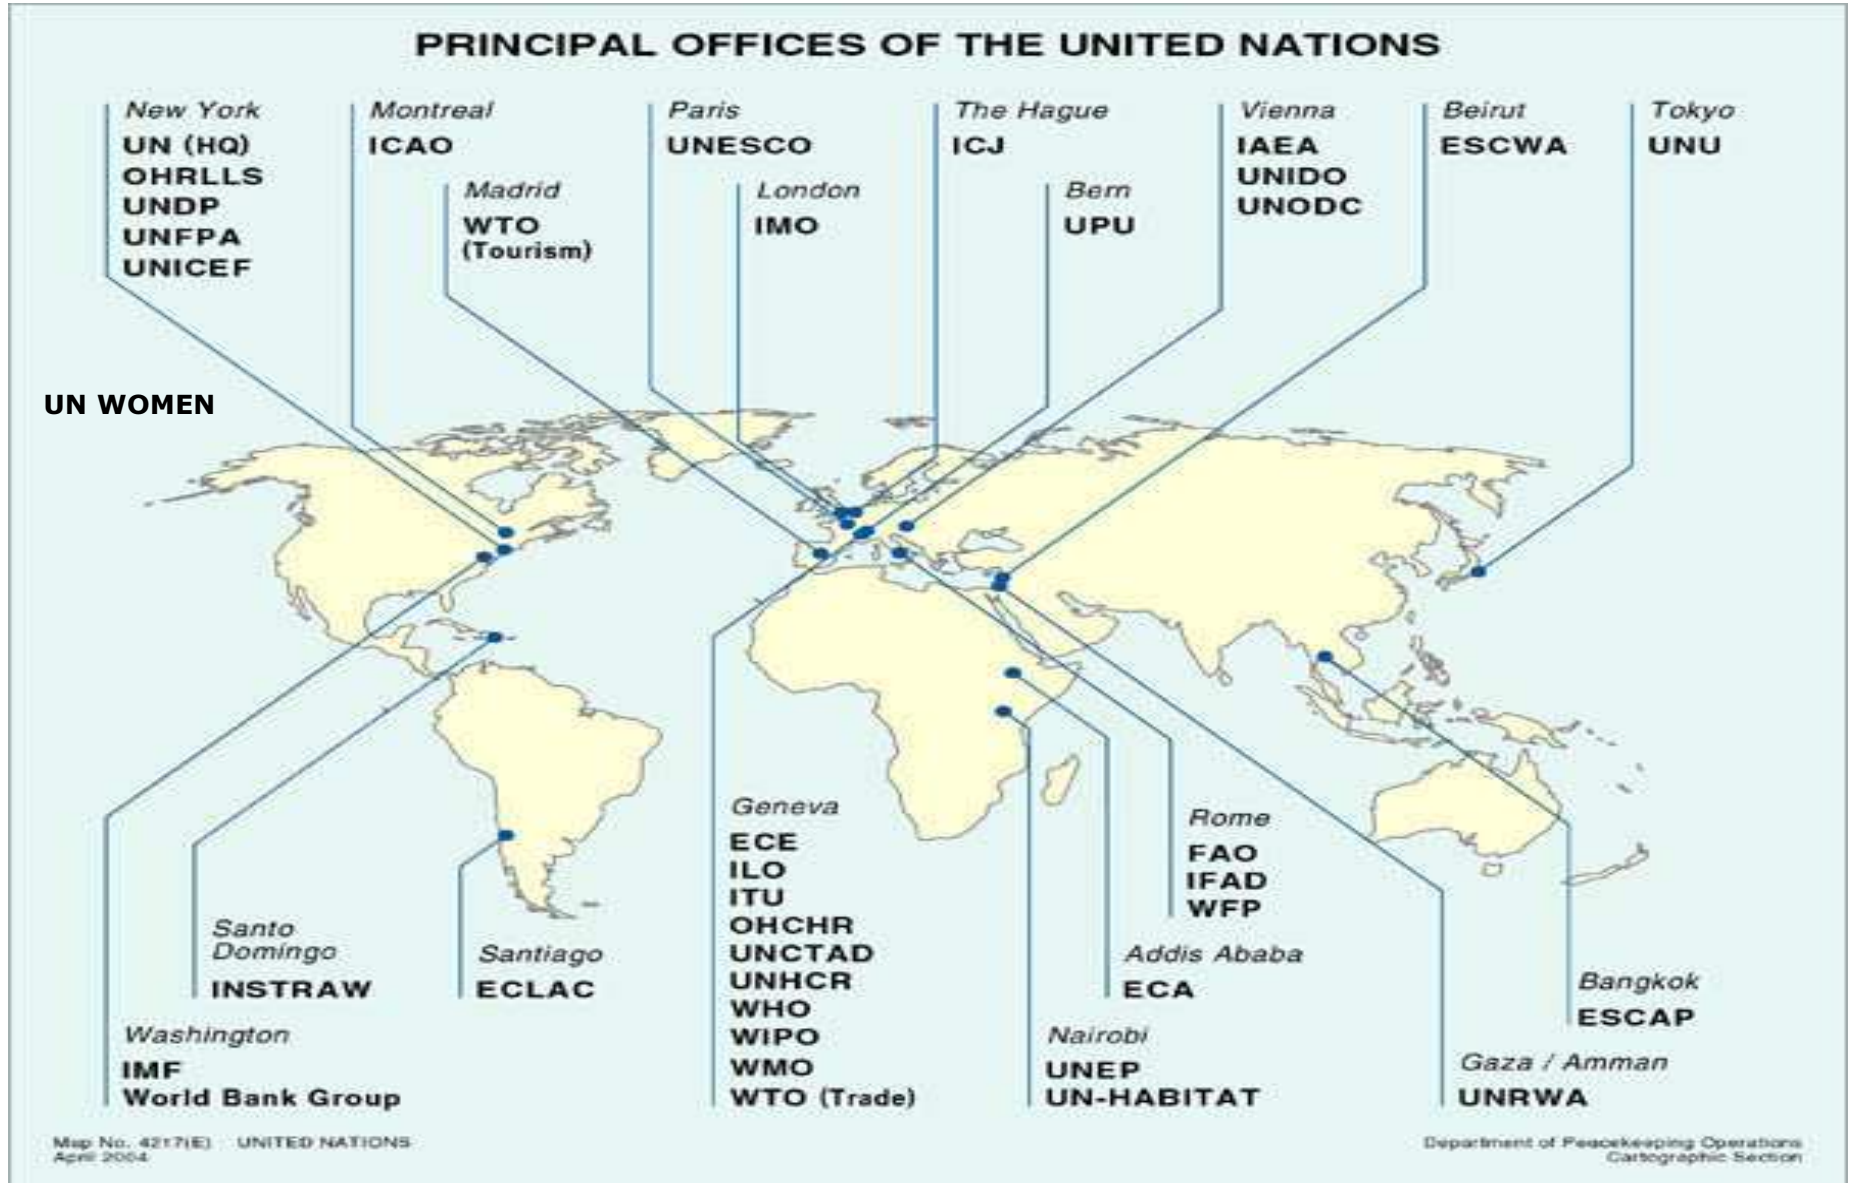 PRINCIPAL OFFICES OF THE UNITED NATIONS
New York
UN (HQ)
OHRLLS
UNDP
UNFPA
UNICEF
Montreal
ICAO
Madrid
WTO
(Tourism)
Paris
UNESCO
London
IMO
The Hague
ICJ
Bern
UPU
Vienna
IAEA
UNIDO
UNODC
Beirut
ESCWA
Tokyo
UNU
UN WOMEN
Washington
IMF
World Bank Group
Santo
Domingo
INSTRAW
Santiago
ECLAC
Geneva
ECE
ILO
ITU
OHCHR
UNCTAD
UNHCR
WHO
WIPO
WMO
WTO (Trade)
Rome
FAO
IFAD
WFP
Addis Ababa
ECA
Nairobi
UNEP
UN-HABITAT
Bangkok
ESCAP
Gaza / Amman
UNRWA
Map No. 4217(E) UNITED NATIONS
April 2004
Department of Peacekeeping Operations
Cartographic Section